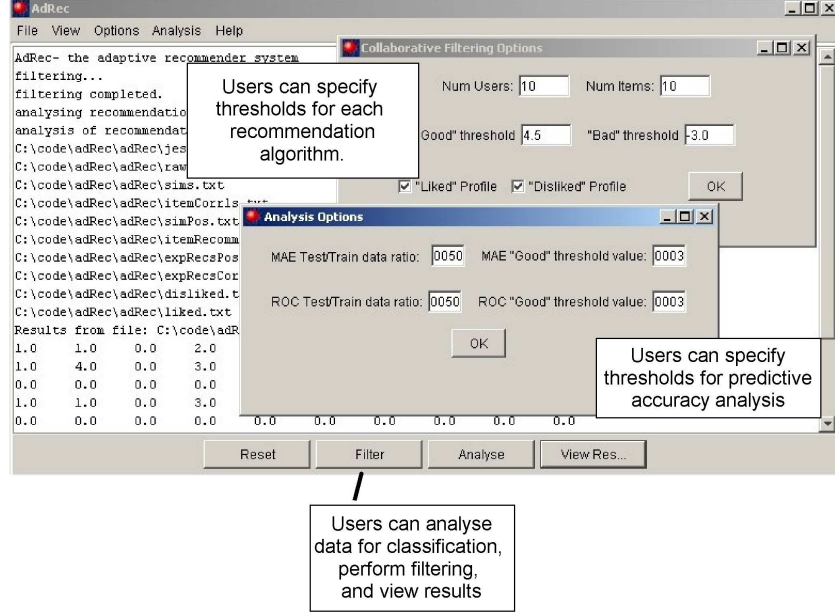 AdRec
File View Options Analysis Help
AdRec- the adaptive recommender system
filtering...
filtering completed.
analysing recommendatio
analysis of recommendat
C:\code\adRec\adRec\jes
C:\code\adRec\adRec\raw
C:\code\adRec\adRec\sims.txt
C:\code\adRec\adRec\itemCorrls.txt
C:\code\adRec\adRec\simPos.txt
C:\code\adRec\adRec\itemRecomm
C:\code\adRec\adRec\expRecsPos
C:\code\adRec\adRec\expRecsCor
C:\code\adRec\adRec\disliked.t
C:\code\adRec\adRec\liked.txt
Results from file: C:\code\adR
1.0 1.0 0.0 2.0
1.0 4.0 0.0 3.0
0.0 0.0 0.0 0.0
1.0 1.0 0.0 3.0
0.0 0.0 0.0 0.0 0.0 0.0 0.0 0.0 0.0 0.0
Collaborative Filtering Options
Num Users: 10 Num Items: 10
Good" threshold 4.5 "Bad" threshold -3.0
"Liked" Profile "Disliked" Profile OK
Users can specify
thresholds for each
recommendation
algorithm.
Analysis Options
MAE Test/Train data ratio: 0050 MAE "Good" threshold value: 0003
ROC Test/Train data ratio: 0050 ROC "Good" threshold value: 0003
OK
Users can specify
thresholds for predictive
accuracy analysis
Reset Filter Analyse View Res...
Users can analyse
data for classification,
perform filtering,
and view results